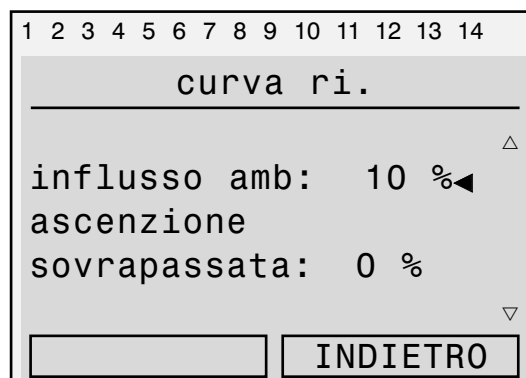 1 2 3 4 5 6 7 8 9 10 11 12 13 14
curva ri.
influsso amb: 10 %
ascenzione
sovrapassata: 0 %
INDIETRO